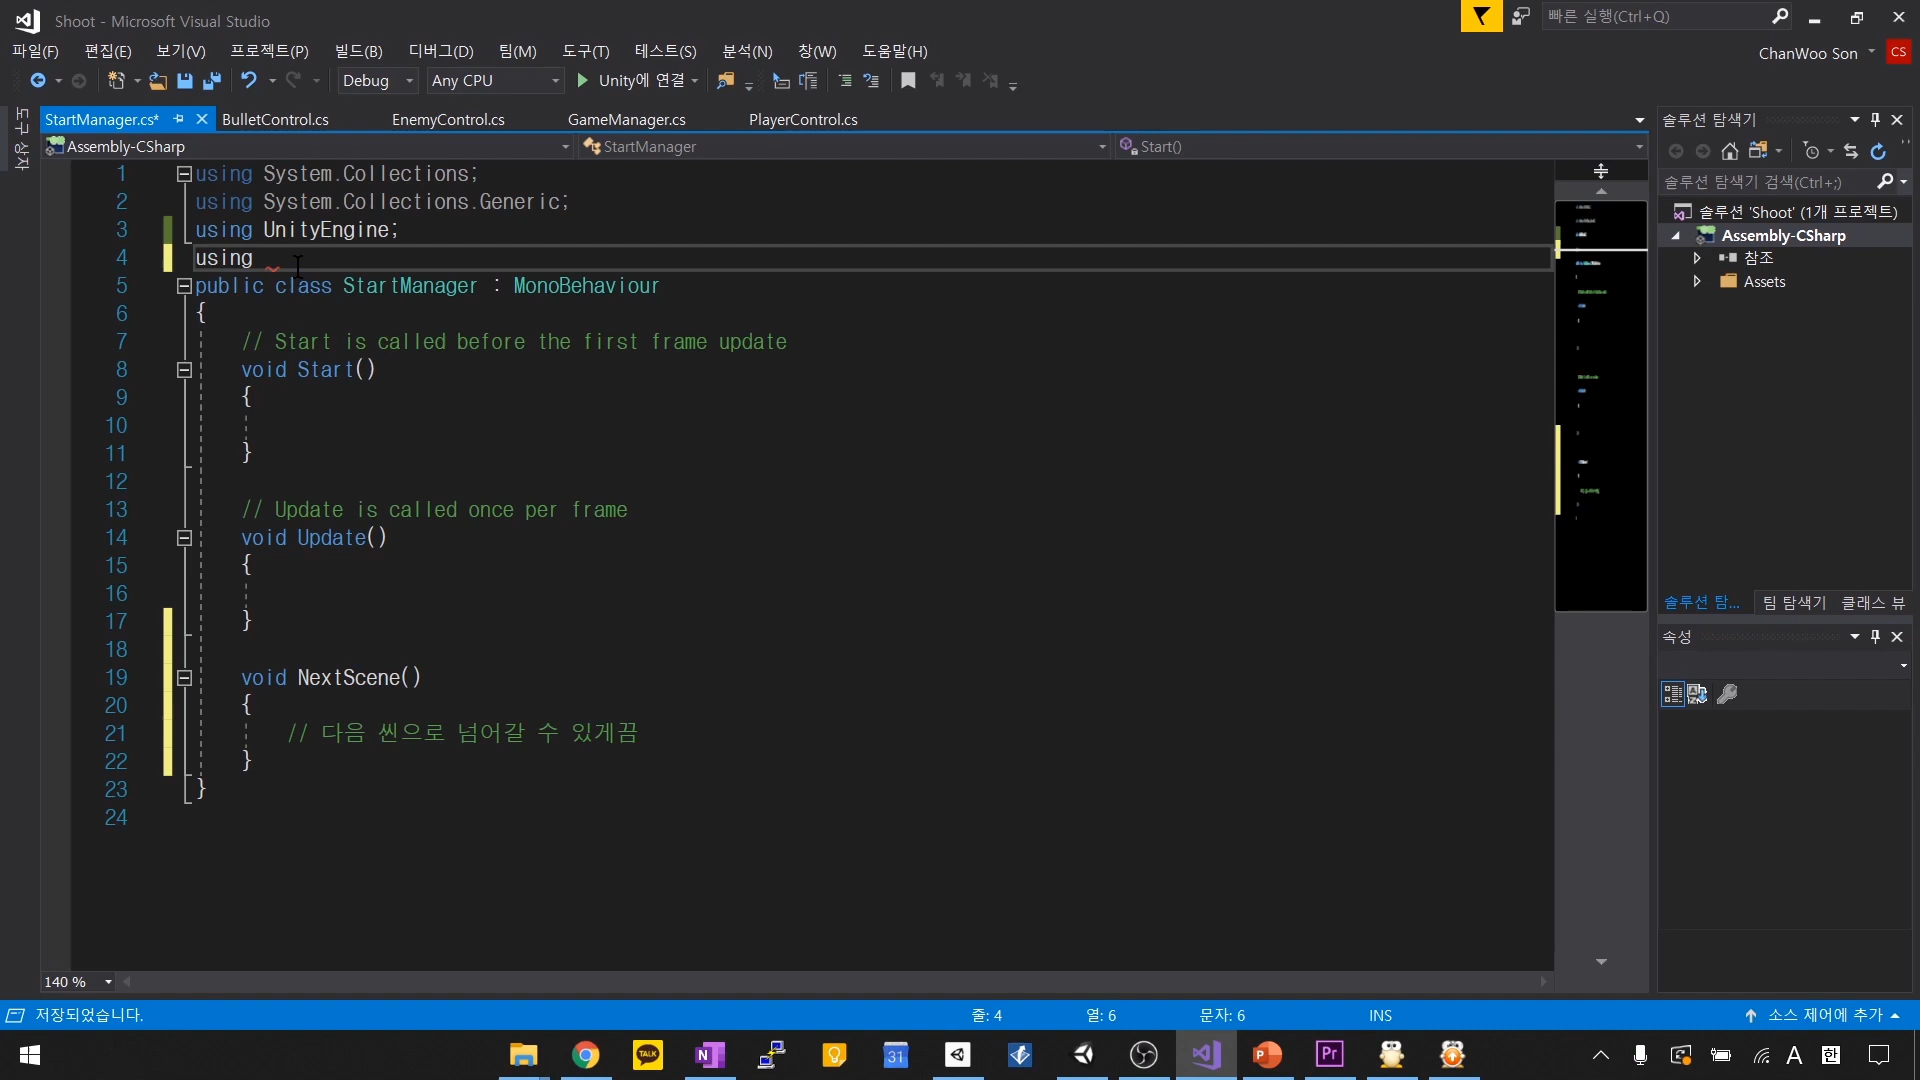 Shoot - Microsoft Visual Studio
빠른 실행(Ctrl+Q)
파일(F) 편집(E) 보기(V) 프로젝트(P) 빌드(B) 디버그(D) 팀(M) 도구(T) 테스트(S) 분석(N) 창(W) 도움말(H)
ChanWoo Son CS
Debug Any CPU Unity에 연결
도구 상자
StartManager.cs* BulletControl.cs EnemyControl.cs GameManager.cs PlayerControl.cs
Assembly-CSharp StartManager Start()
1 using System.Collections;
2 using System.Collections.Generic;
3 using UnityEngine;
4 using
5 public class StartManager : MonoBehaviour
6 {
7 // Start is called before the first frame update
8 void Start()
9 {
10
11 }
12
13 // Update is called once per frame
14 void Update()
15 {
16
17 }
18
19 void NextScene()
20 {
21 // 다음 씬으로 넘어갈 수 있게끔
22 }
23 }
24
140 %
솔루션 탐색기
솔루션 탐색기 검색(Ctrl+;)
솔루션 'Shoot' (1개 프로젝트)
Assembly-CSharp
참조
Assets
솔루션 탐... 팀 탐색기 클래스 뷰
속성
저장되었습니다. 줄: 4 열: 6 문자: 6 INS 소스 제어에 추가
TALK N 31 P Pr A 한